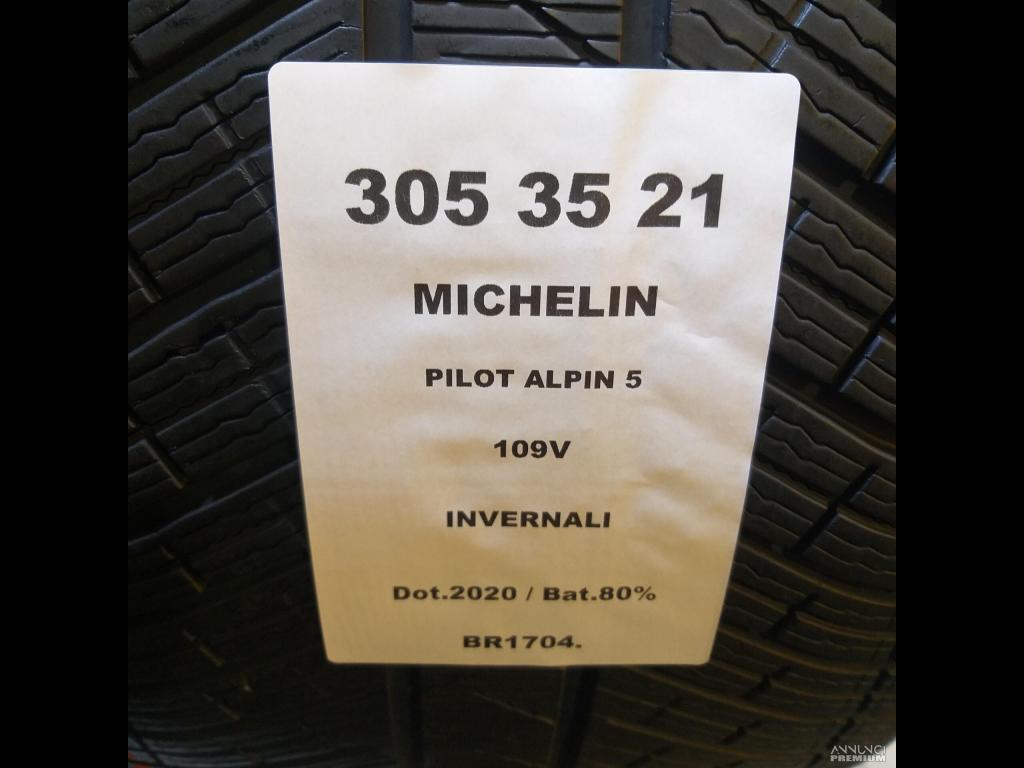 305 35 21
MICHELIN
PILOT ALPIN 5
109V
INVERNALI
Dot.2020 / Bat.80%
BR1704.
ANNUNCI
PREMIUM